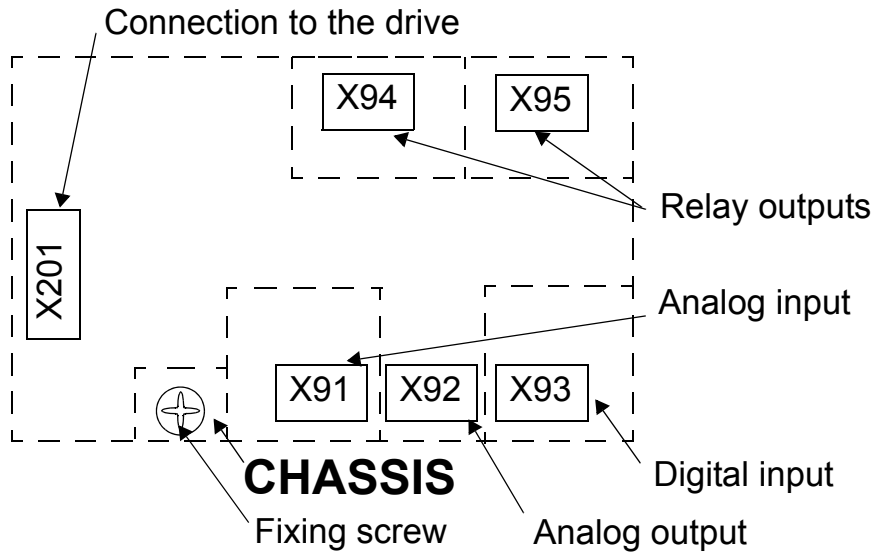 Connection to the drive
X94
X95
Relay outputs
X201
Analog input
X91
X92
X93
CHASSIS
Digital input
Fixing screw
Analog output